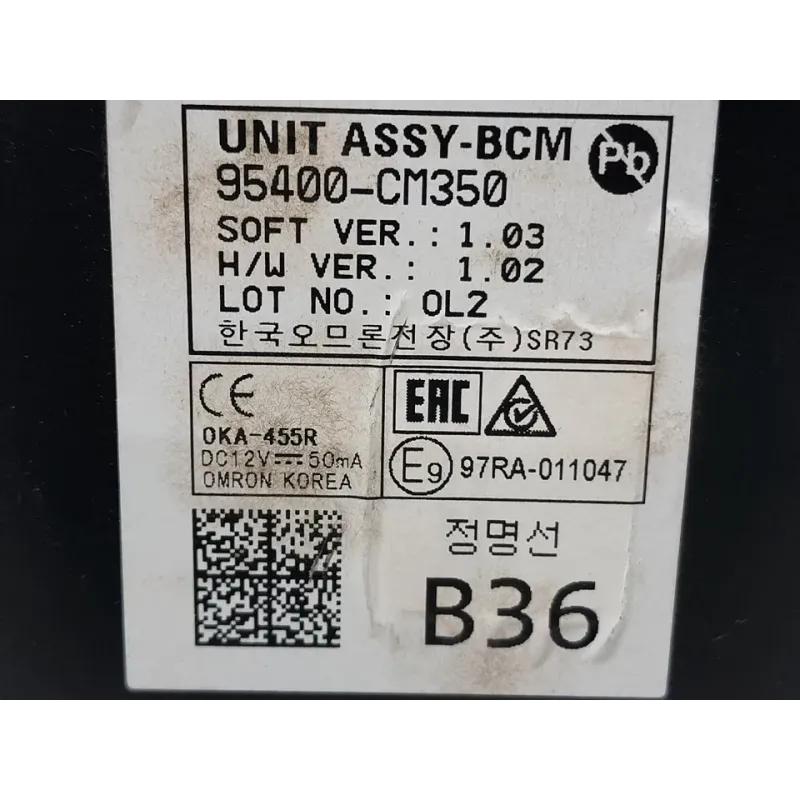 UNIT ASSY-BCM
Pb
95400-CM350
SOFT VER.: 1.03
H/W VER.: 1.02
LOT NO.: 0L2
한국오므론전장(주)SR73
CE
OKA-455R
DC12V 50mA
OMRON KOREA
EAC
E9 97RA-011047
정명선
B36